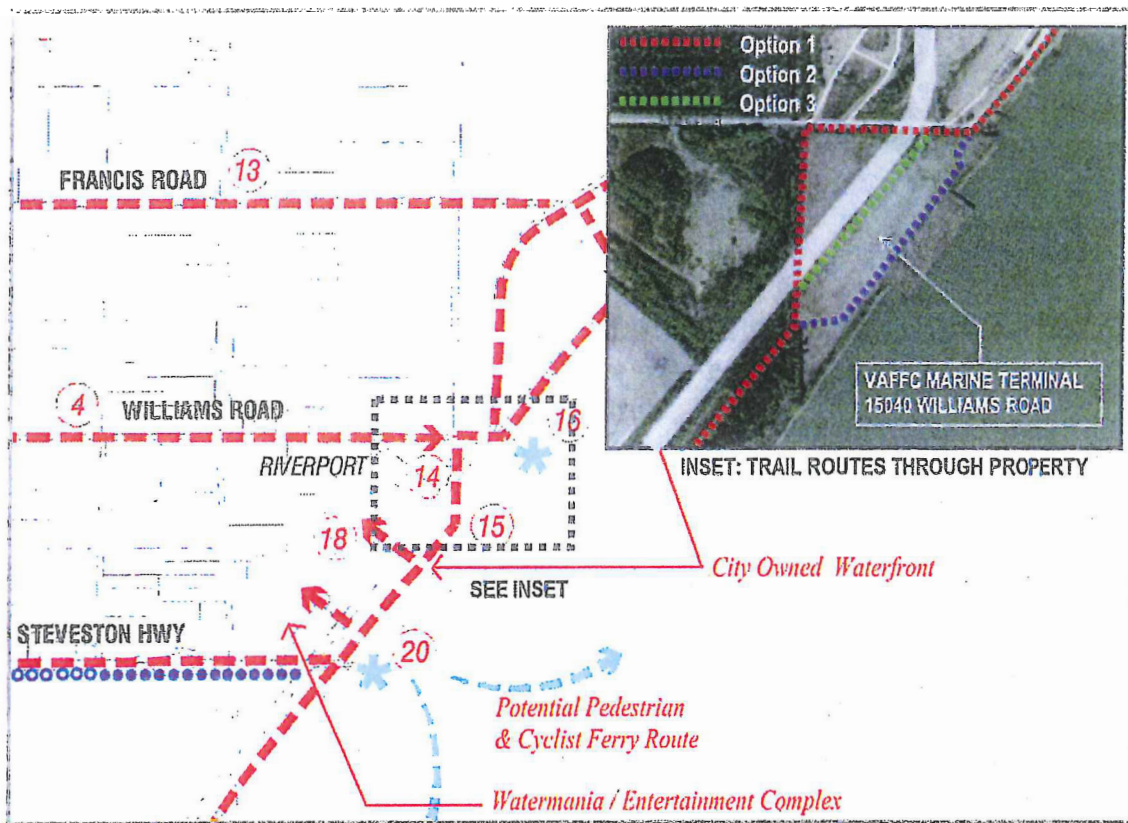 Option 1
Option 2
Option 3
13
FRANCIS ROAD
VAFFC MARINE TERMINAL
15040 WILLIAMS ROAD
4
WILLIAMS ROAD
16
INSET: TRAIL ROUTES THROUGH PROPERTY
RIVERPORT
14
15
18
City Owned Waterfront
SEE INSET
STEVESTON HWY
20
Potential Pedestrian
& Cyclist Ferry Route
Watermania / Entertainment Complex